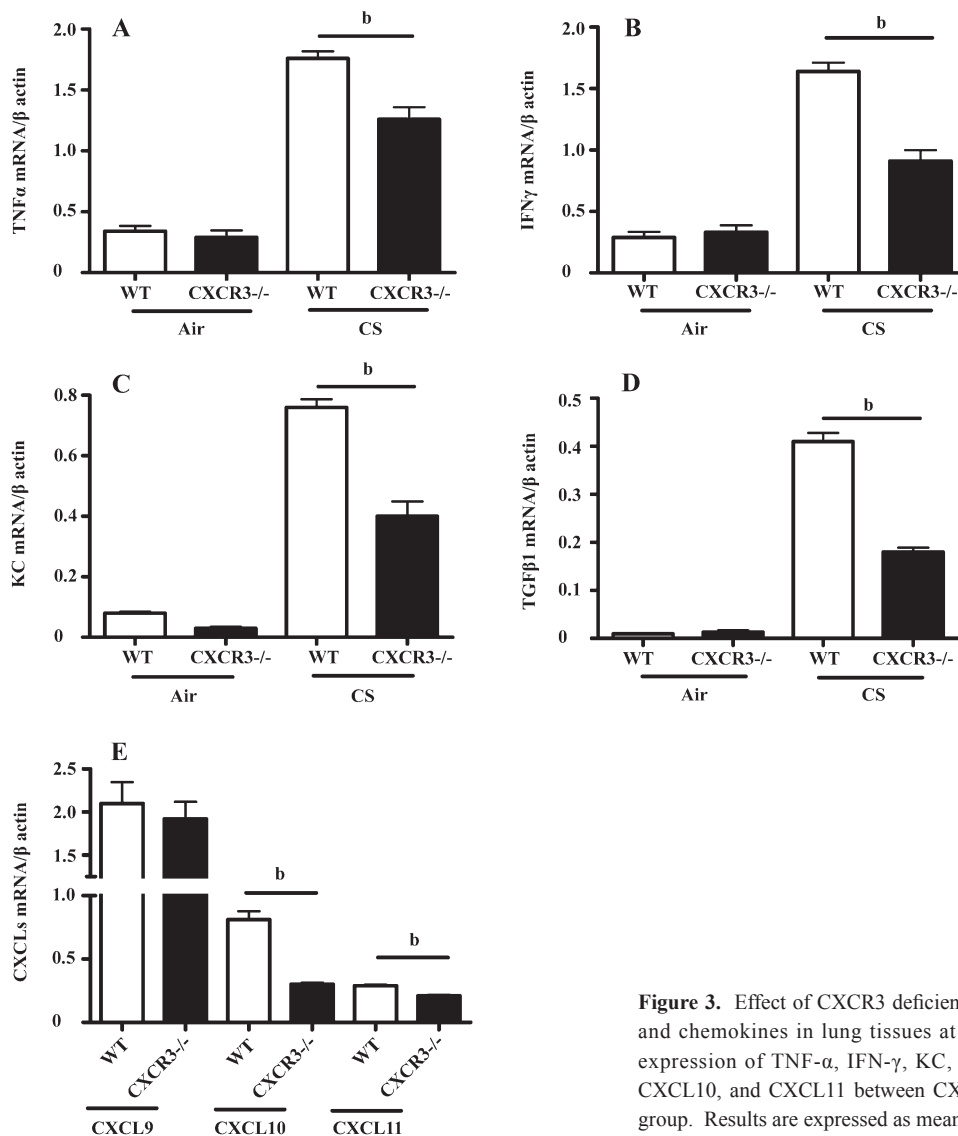 A
b
2.0
1.5
1.0
0.5
0
TNFα mRNA/β actin
WT CXCR3-/- WT CXCR3-/-
Air CS
B
b
2.0
1.5
1.0
0.5
0
IFNγ mRNA/β actin
WT CXCR3-/- WT CXCR3-/-
Air CS
C
b
0.8
0.6
0.4
0.2
0
KC mRNA/β actin
WT CXCR3-/- WT CXCR3-/-
Air CS
D
b
0.5
0.4
0.3
0.2
0.1
0
TGFβ1 mRNA/β actin
WT CXCR3-/- WT CXCR3-/-
Air CS
E
2.5
2.0
1.5
1.0
0.5
0
CXCLs mRNA/β actin
b
b
WT CXCR3-/- WT CXCR3-/- WT CXCR3-/-
CXCL9 CXCL10 CXCL11
Figure 3. Effect of CXCR3 deficien
and chemokines in lung tissues at
expression of TNF-α, IFN-γ, KC,
CXCL10, and CXCL11 between CX
group. Results are expressed as mean